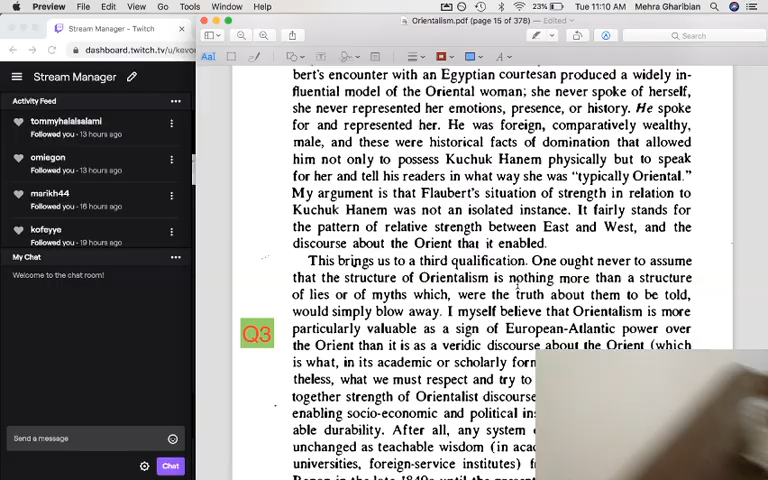 Preview File Edit View Go Tools Window Help
23% Tue 11:10 AM Mehra Gharibian
Stream Manager - Twitch
Orientalism.pdf (page 15 of 378) – Edited
dashboard.twitch.tv/u/kevo
Search
Stream Manager
Activity Feed
tommyhalalsalami
Followed you - 13 hours ago
omiegon
Followed you - 13 hours ago
marikh44
Followed you - 16 hours ago
kofeyye
Followed you - 19 hours ago
My Chat
Welcome to the chat room!
Send a message
Chat
bert's encounter with an Egyptian courtesan produced a widely in-
fluential model of the Oriental woman; she never spoke of herself,
she never represented her emotions, presence, or history. He spoke
for and represented her. He was foreign, comparatively wealthy,
male, and these were historical facts of domination that allowed
him not only to possess Kuchuk Hanem physically but to speak
for her and tell his readers in what way she was “typically Oriental.”
My argument is that Flaubert's situation of strength in relation to
Kuchuk Hanem was not an isolated instance. It fairly stands for
the pattern of relative strength between East and West, and the
discourse about the Orient that it enabled.
This brings us to a third qualification. One ought never to assume
that the structure of Orientalism is nothing more than a structure
of lies or of myths which, were the truth about them to be told,
would simply blow away. I myself believe that Orientalism is more
Q3
particularly valuable as a sign of European-Atlantic power over
the Orient than it is as a veridic discourse about the Orient (which
is what, in its academic or scholarly form
theless, what we must respect and try to
together strength of Orientalist discourse
enabling socio-economic and political in
able durability. After all, any system
unchanged as teachable wisdom (in aca
universities, foreign-service institutes) f
Renan in the late 1840s until the present